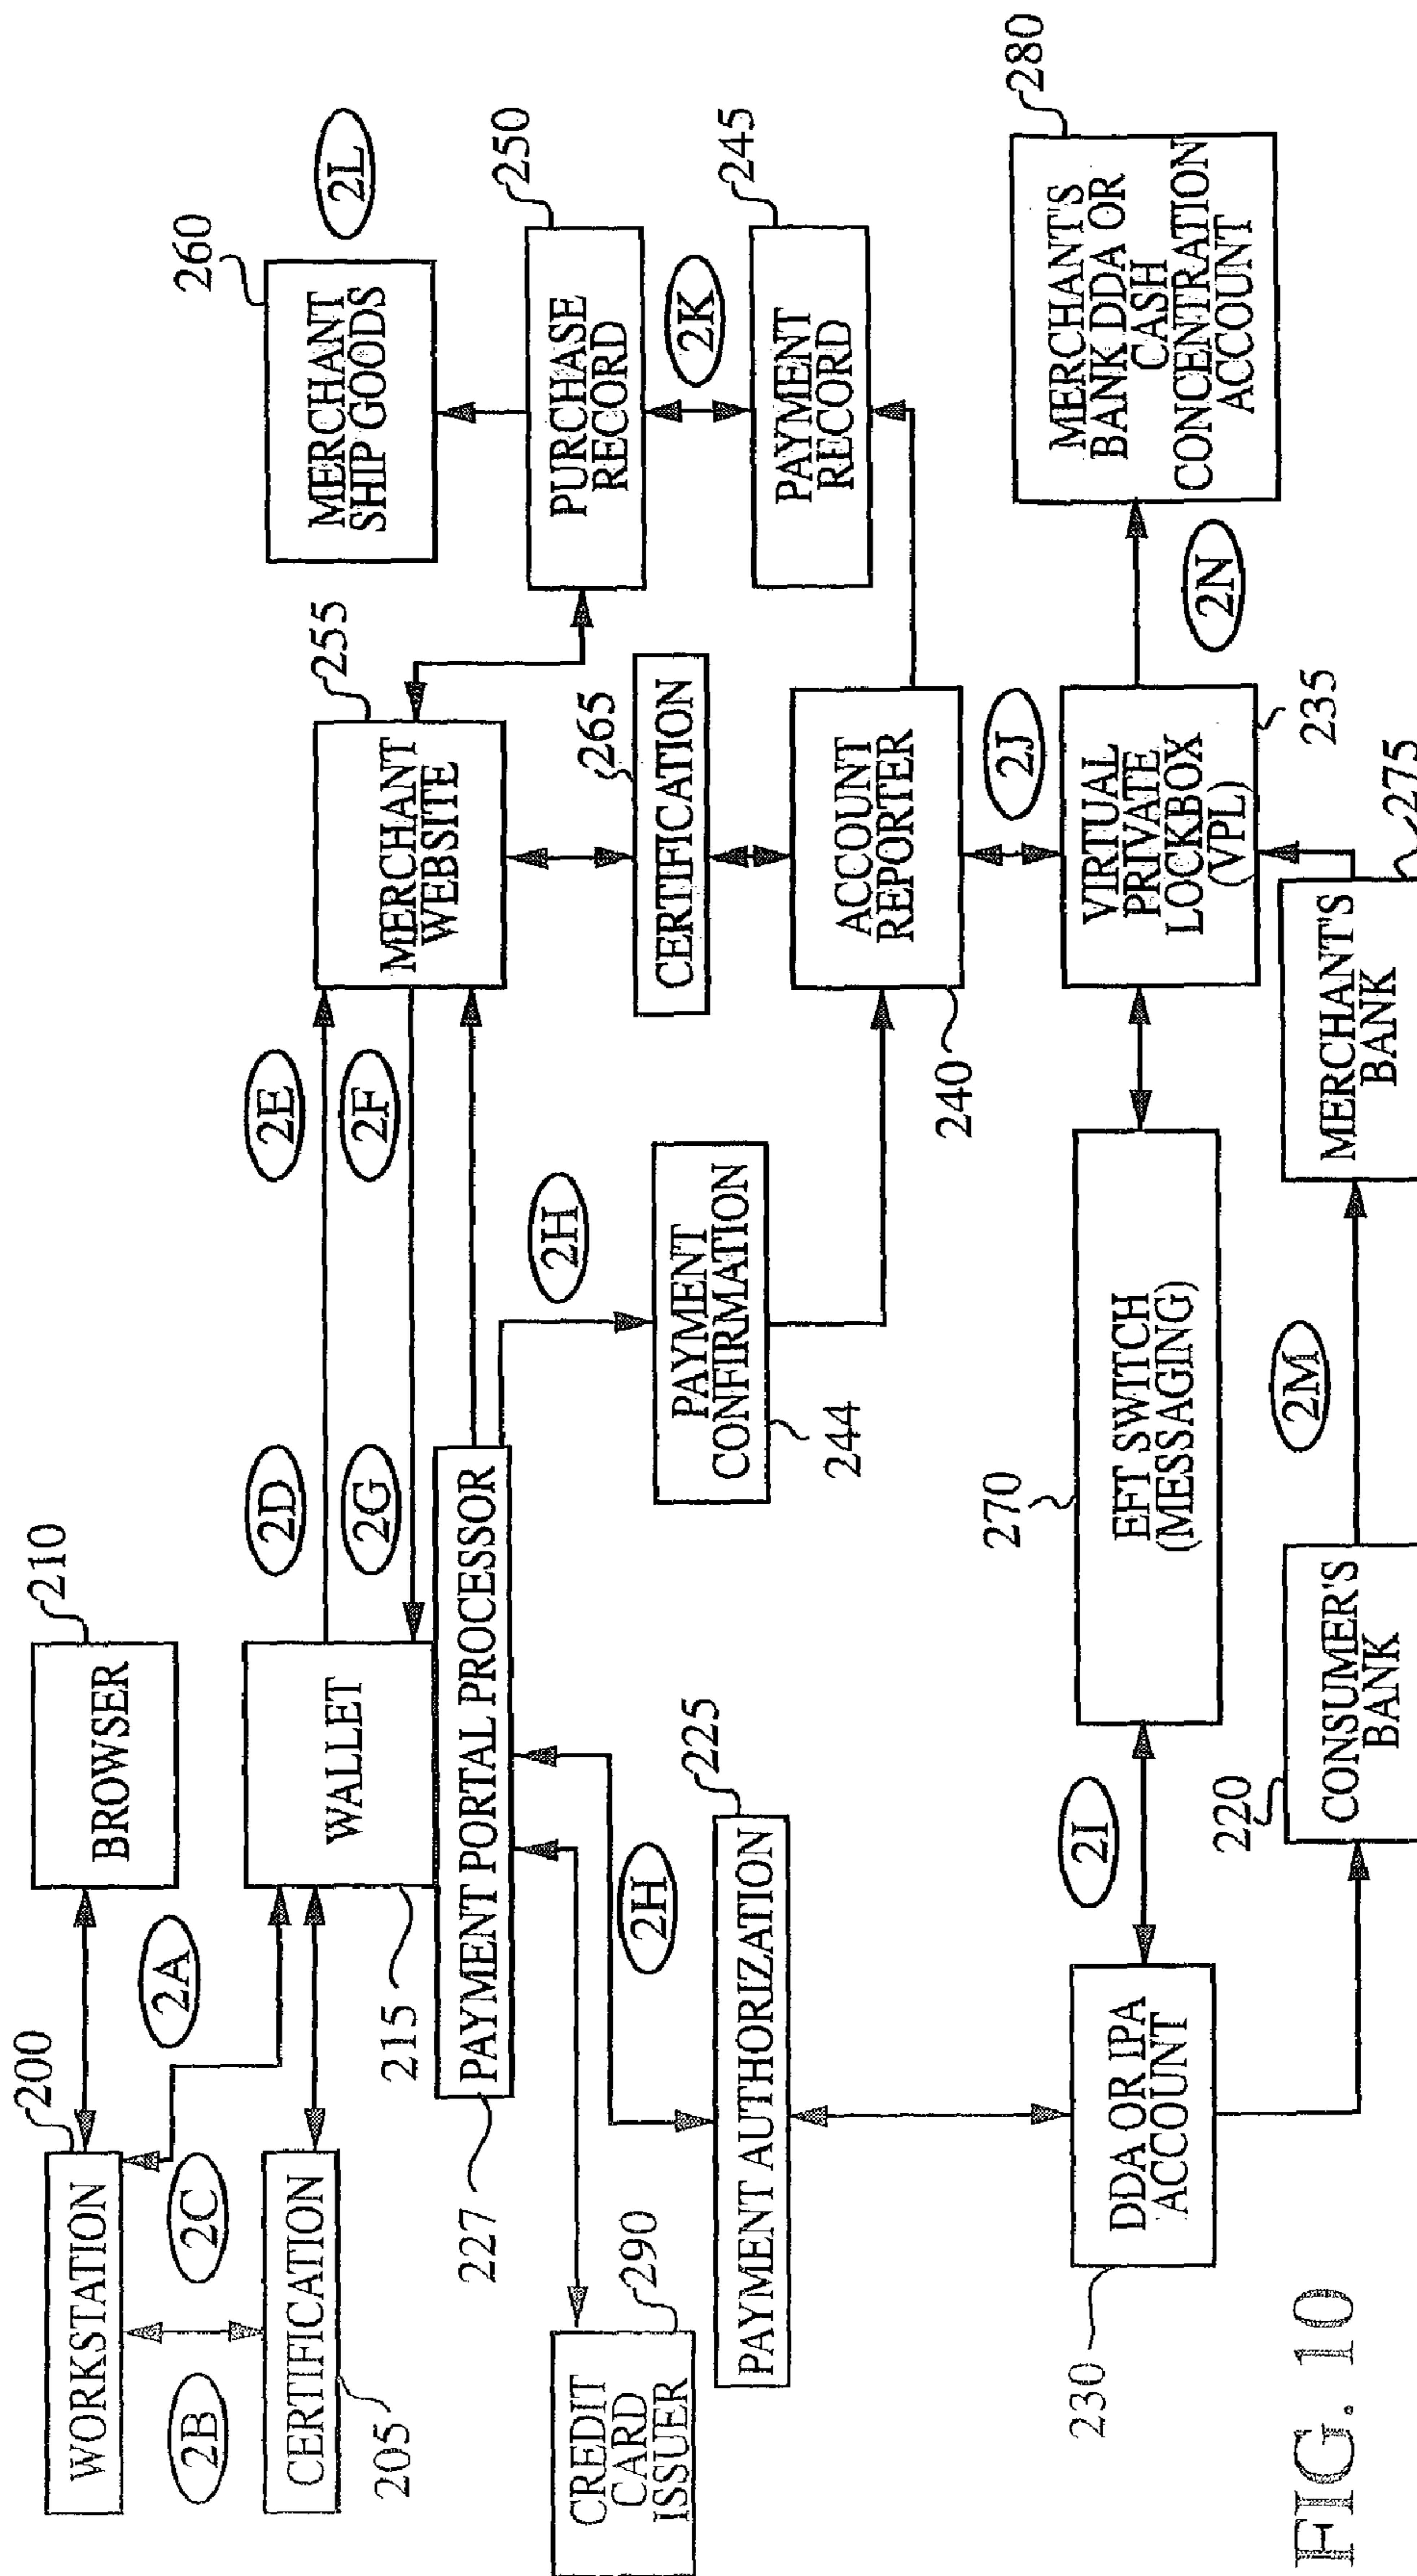 200
WORKSTATION
2A
BROWSER
210
2B
2C
CERTIFICATION
205
215
WALLET
2D
2E
2G
2F
MERCHANT
WEBSITE
255
MERCHANT
SHIP GOODS
260
2L
227
PAYMENT PORTAL PROCESSOR
2H
CERTIFICATION
265
PURCHASE
RECORD
250
CREDIT
CARD
ISSUER
290
2H
PAYMENT
CONFIRMATION
244
2K
PAYMENT AUTHORIZATION
225
ACCOUNT
REPORTER
240
PAYMENT
RECORD
245
2J
230
DDA OR IPA
ACCOUNT
2I
270
EFT SWITCH
(MESSAGING)
VIRTUAL
PRIVATE
LOCKBOX
(VPL)
235
2N
MERCHANT'S
BANK DDA OR
CASH
CONCENTRATION
ACCOUNT
280
220
CONSUMER'S
BANK
2M
MERCHANT'S
BANK
275
FIG. 10